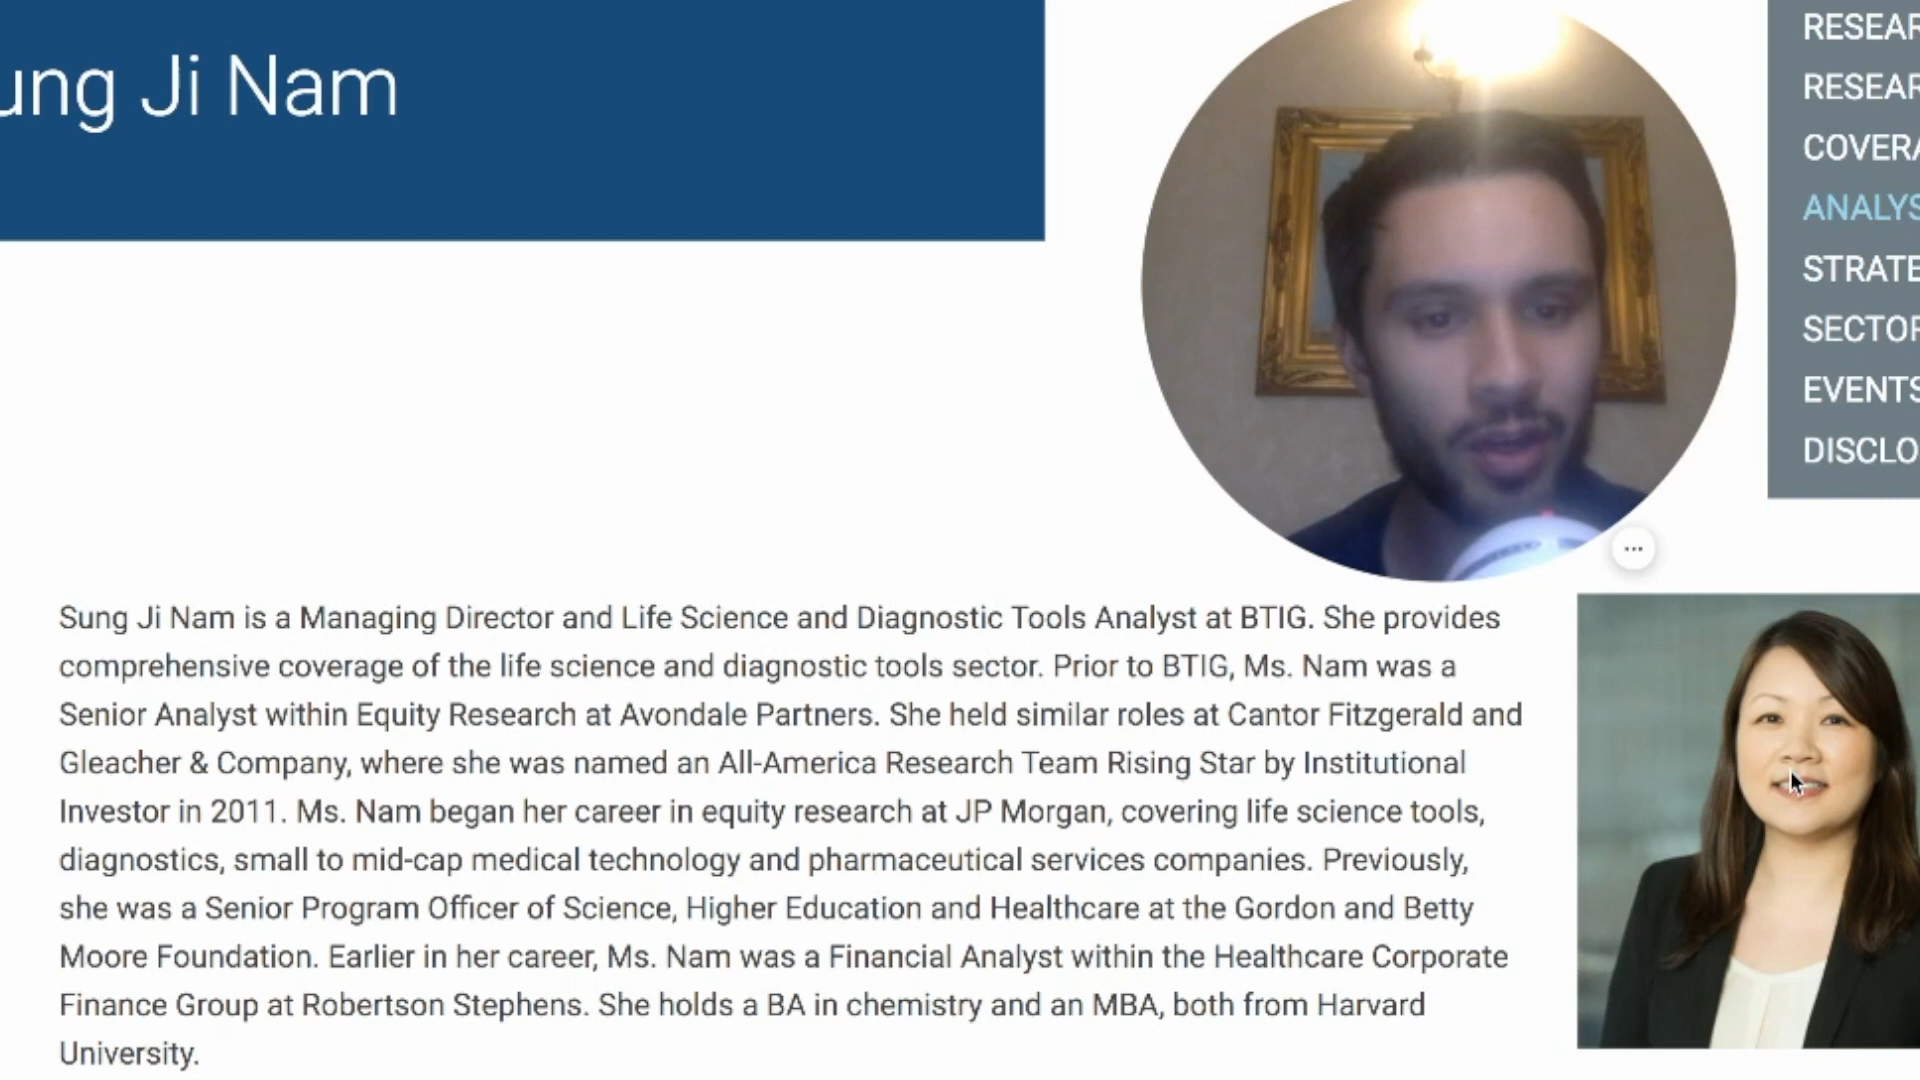 ung Ji Nam
RESEAR
RESEAR
COVERA
ANALYS
STRATE
SECTOR
EVENTS
DISCLO
Sung Ji Nam is a Managing Director and Life Science and Diagnostic Tools Analyst at BTIG. She provides
comprehensive coverage of the life science and diagnostic tools sector. Prior to BTIG, Ms. Nam was a
Senior Analyst within Equity Research at Avondale Partners. She held similar roles at Cantor Fitzgerald and
Gleacher & Company, where she was named an All-America Research Team Rising Star by Institutional
Investor in 2011. Ms. Nam began her career in equity research at JP Morgan, covering life science tools,
diagnostics, small to mid-cap medical technology and pharmaceutical services companies. Previously,
she was a Senior Program Officer of Science, Higher Education and Healthcare at the Gordon and Betty
Moore Foundation. Earlier in her career, Ms. Nam was a Financial Analyst within the Healthcare Corporate
Finance Group at Robertson Stephens. She holds a BA in chemistry and an MBA, both from Harvard
University.